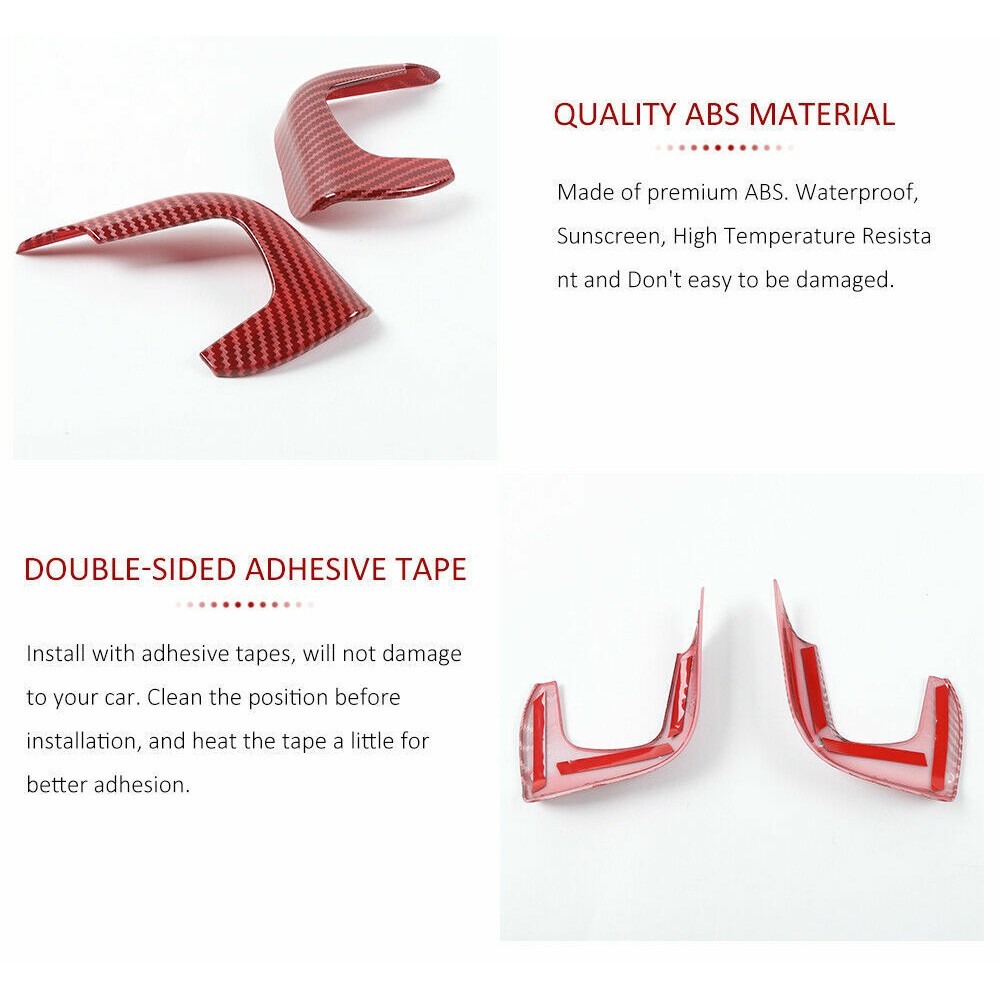 QUALITY ABS MATERIAL
Made of premium ABS. Waterproof,
Sunscreen, High Temperature Resista
nt and Don't easy to be damaged.
DOUBLE-SIDED ADHESIVE TAPE
Install with adhesive tapes, will not damage
to your car. Clean the position before
installation, and heat the tape a little for
better adhesion.